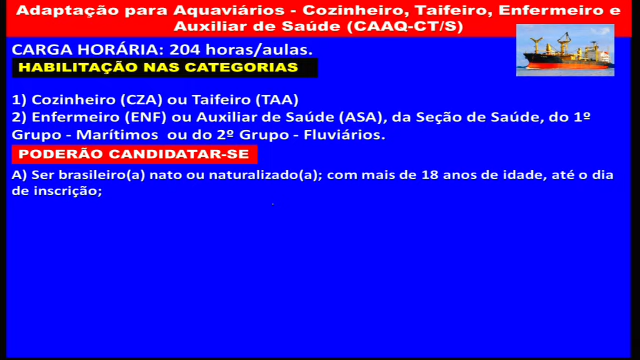 Adaptação para Aquaviários - Cozinheiro, Taifeiro, Enfermeiro e
Auxiliar de Saúde (CAAQ-CT/S)
CARGA HORÁRIA: 204 horas/aulas.
HABILITAÇÃO NAS CATEGORIAS
1) Cozinheiro (CZA) ou Taifeiro (TAA)
2) Enfermeiro (ENF) ou Auxiliar de Saúde (ASA), da Seção de Saúde, do 1º
Grupo - Marítimos ou do 2º Grupo - Fluviários.
PODERÃO CANDIDATAR-SE
A) Ser brasileiro(a) nato ou naturalizado(a); com mais de 18 anos de idade, até o dia
de inscrição;